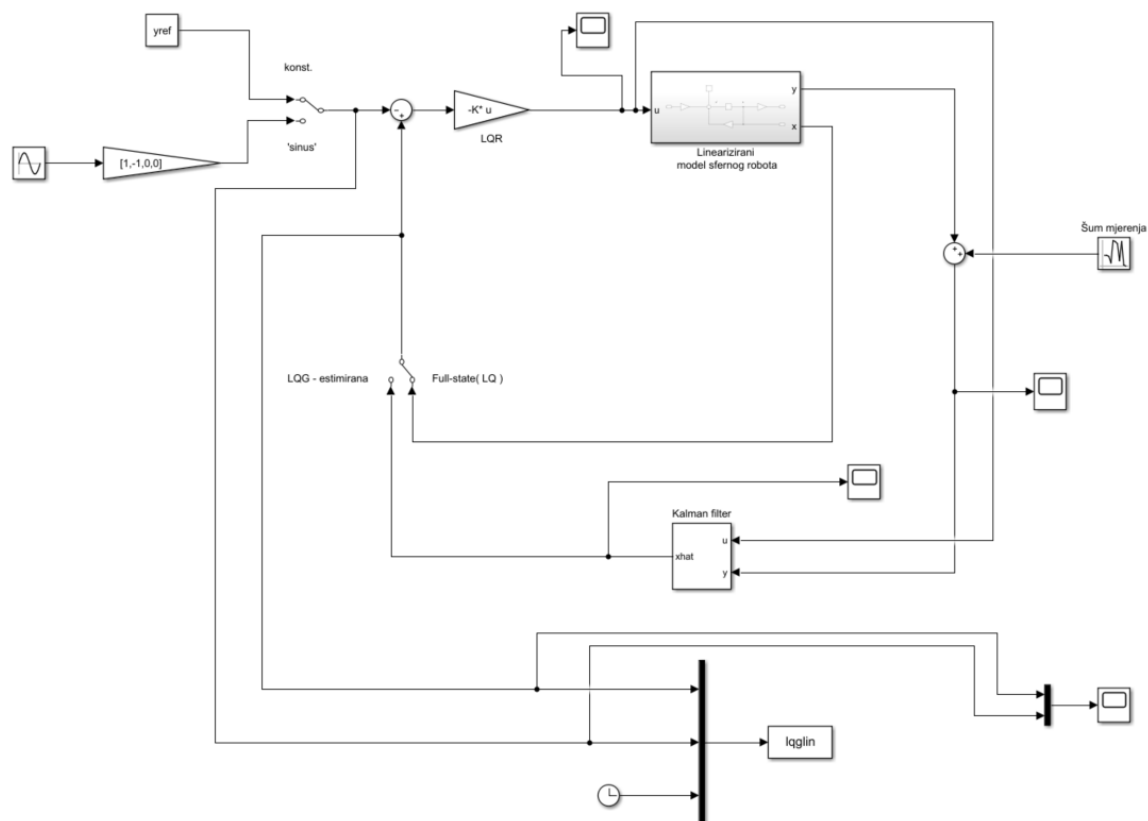 yref
konst.
'sinus'
[1,-1,0,0]
-K* u
LQR
u
y
x
Linearizirani
model sfernog robota
Šum mjerenja
LQG - estimirana
Full-state( LQ )
Kalman filter
xhat
u
y
lqglin